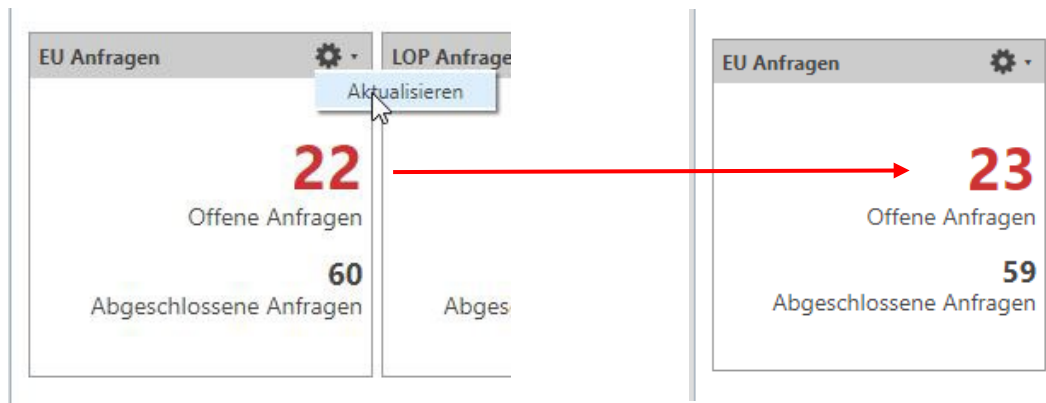 EU Anfragen
LOP Anfrage
Aktualisieren
22
Offene Anfragen
60
Abgeschlossene Anfragen
Abges
EU Anfragen
23
Offene Anfragen
59
Abgeschlossene Anfragen